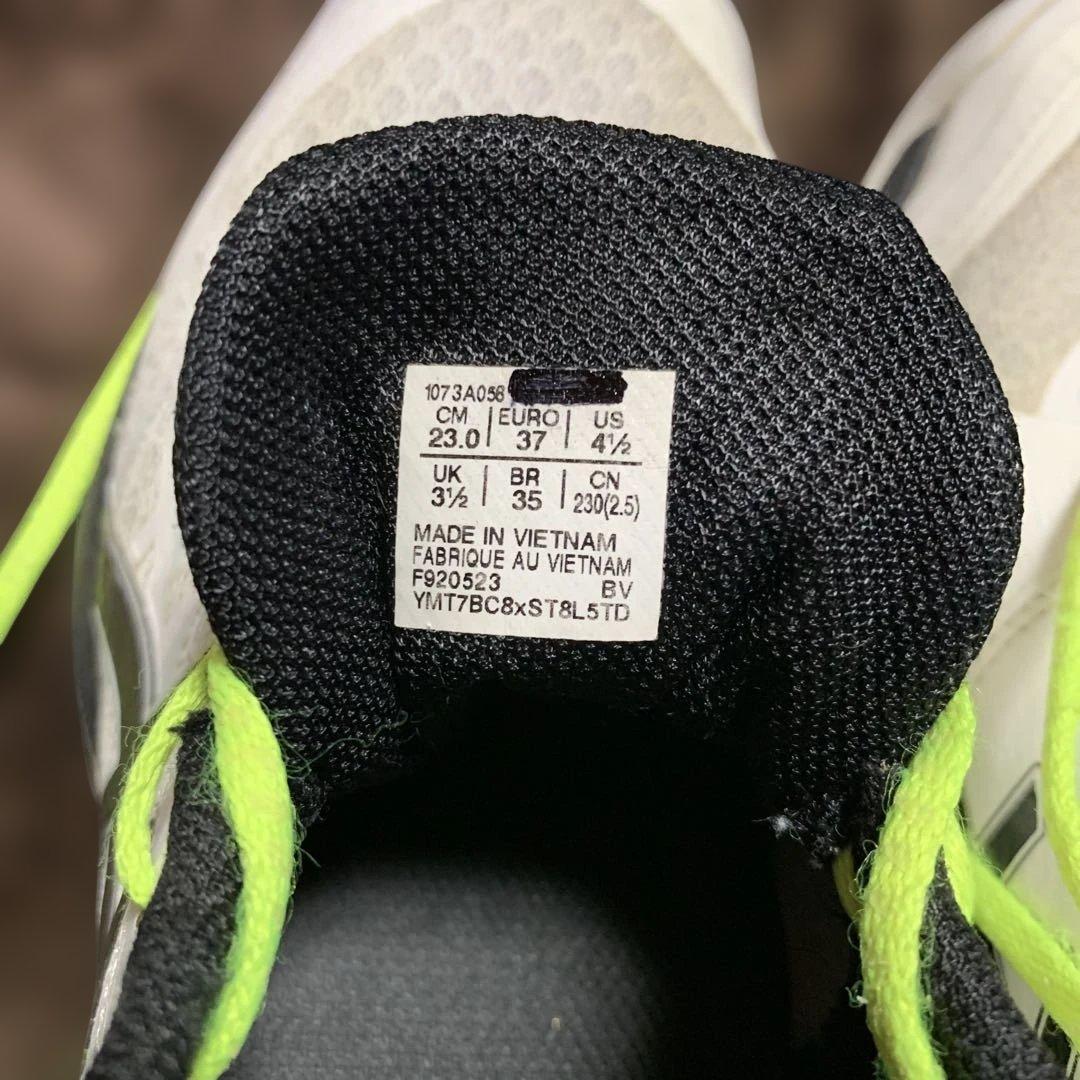 1073A058
CM | EURO | US
23.0 | 37 | 4½
UK | BR | CN
3½ | 35 | 230(2.5)
MADE IN VIETNAM
FABRIQUE AU VIETNAM
F920523 BV
YMT7BC8xST8L5TD